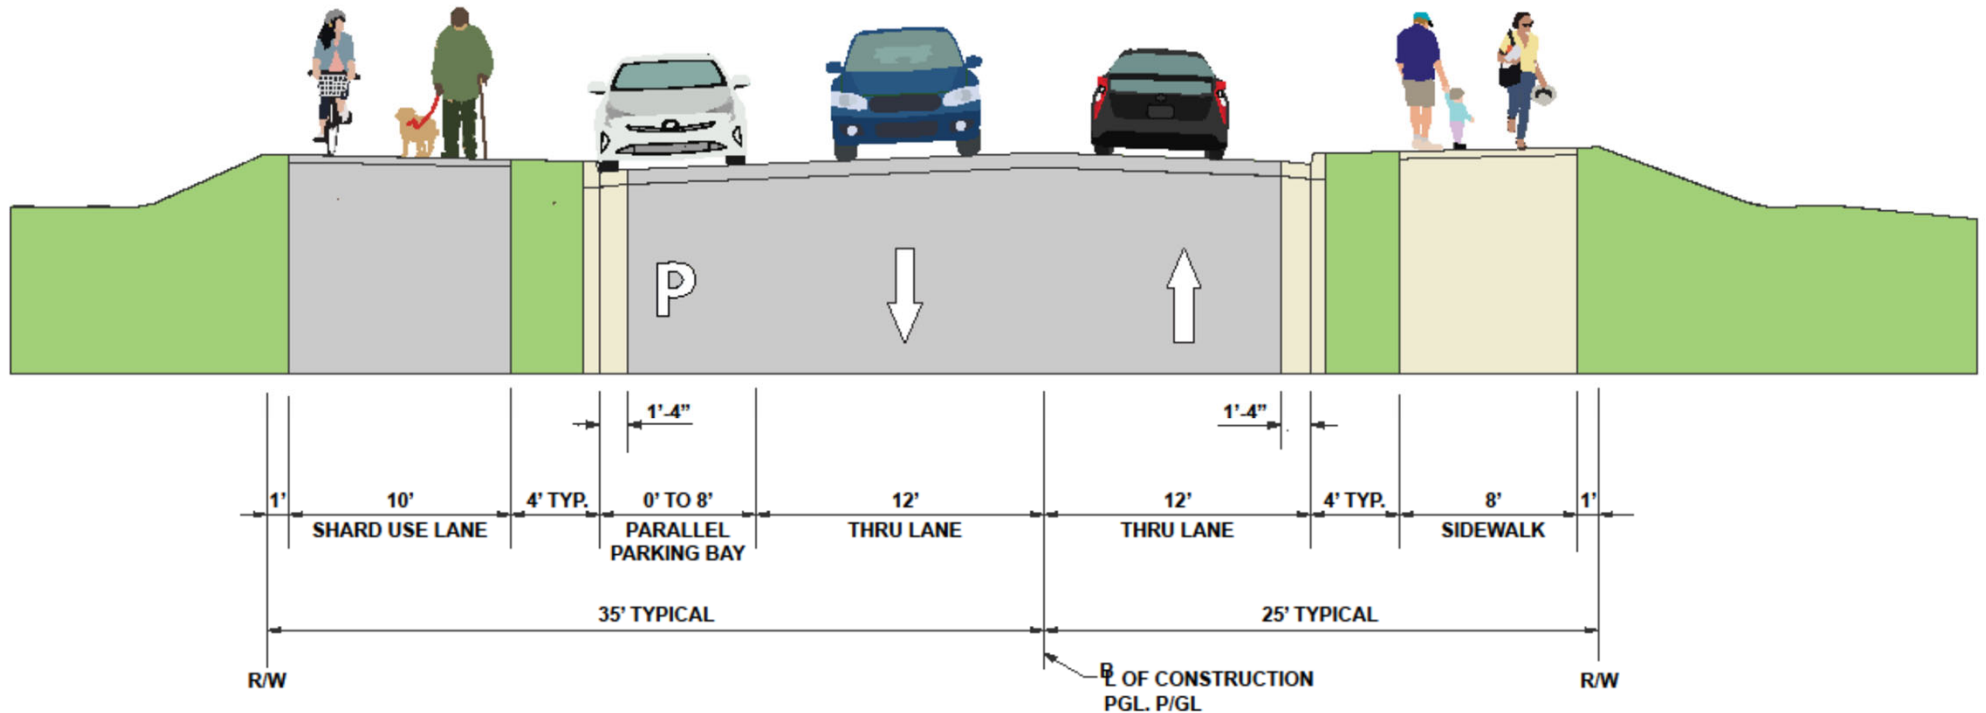 P
1'-4"
1'-4"
1'
10'
4' TYP.
0' TO 8'
12'
12'
4' TYP.
8'
1'
SHARD USE LANE
PARALLEL
PARKING BAY
THRU LANE
THRU LANE
SIDEWALK
35' TYPICAL
25' TYPICAL
R/W
BL OF CONSTRUCTION
PGL. P/GL
R/W